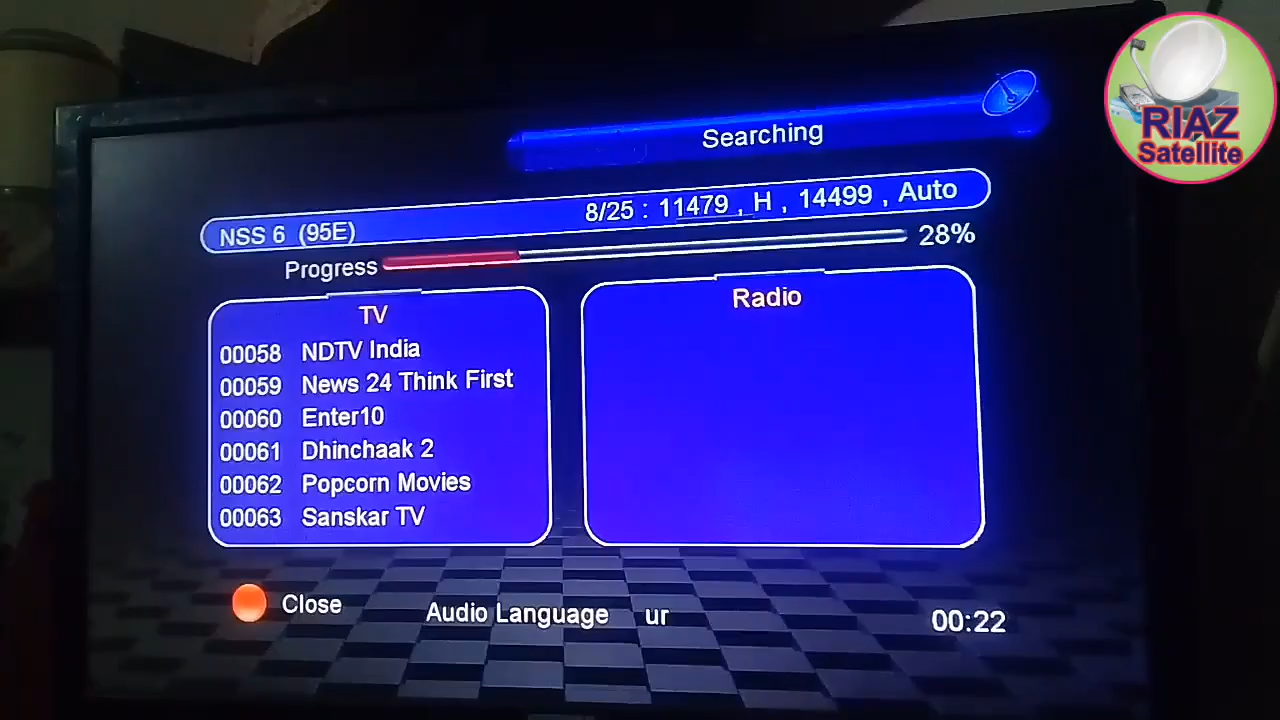 RIAZ
Satellite
Searching
NSS 6 (95E) 8/25 : 11479 , H , 14499 , Auto
Progress 28%
TV
00058 NDTV India
00059 News 24 Think First
00060 Enter10
00061 Dhinchaak 2
00062 Popcorn Movies
00063 Sanskar TV
Radio
Close Audio Language ur 00:22